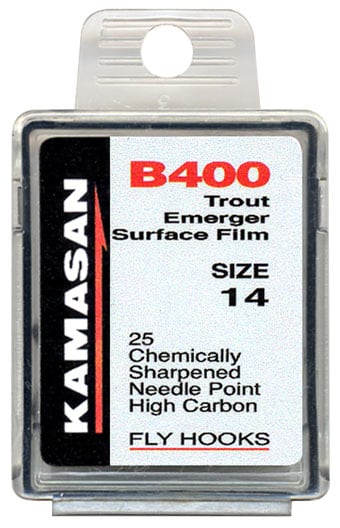 KAMASAN
B400
Trout
Emerger
Surface Film
SIZE
14
25
Chemically
Sharpened
Needle Point
High Carbon
FLY HOOKS